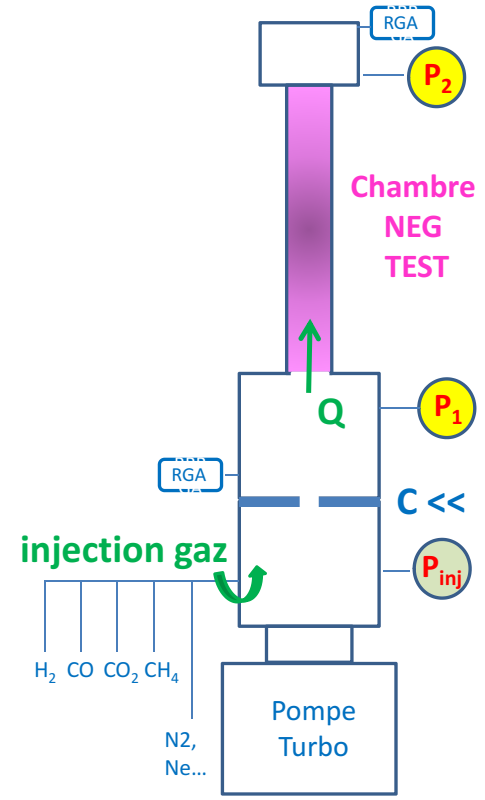 RGA
P2
Chambre
NEG
TEST
Q
P1
RGA
C <<
injection gaz
Pinj
H2 CO CO2 CH4
N2,
Ne...
Pompe
Turbo